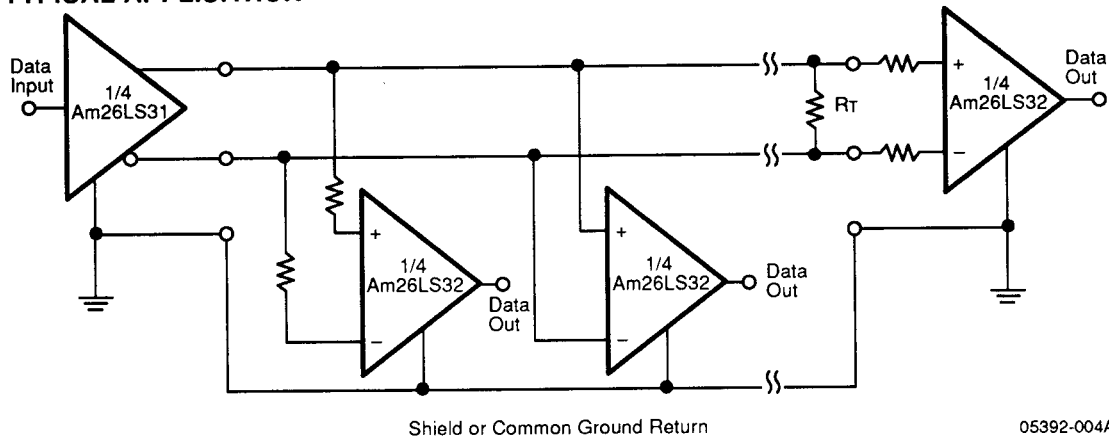 TYPICAL APPLICATION
Data
Input
1/4
Am26LS31
RT
+
1/4
Am26LS32
−
Data
Out
+
1/4
Am26LS32
−
Data
Out
+
1/4
Am26LS32
−
Data
Out
Shield or Common Ground Return
05392-004A